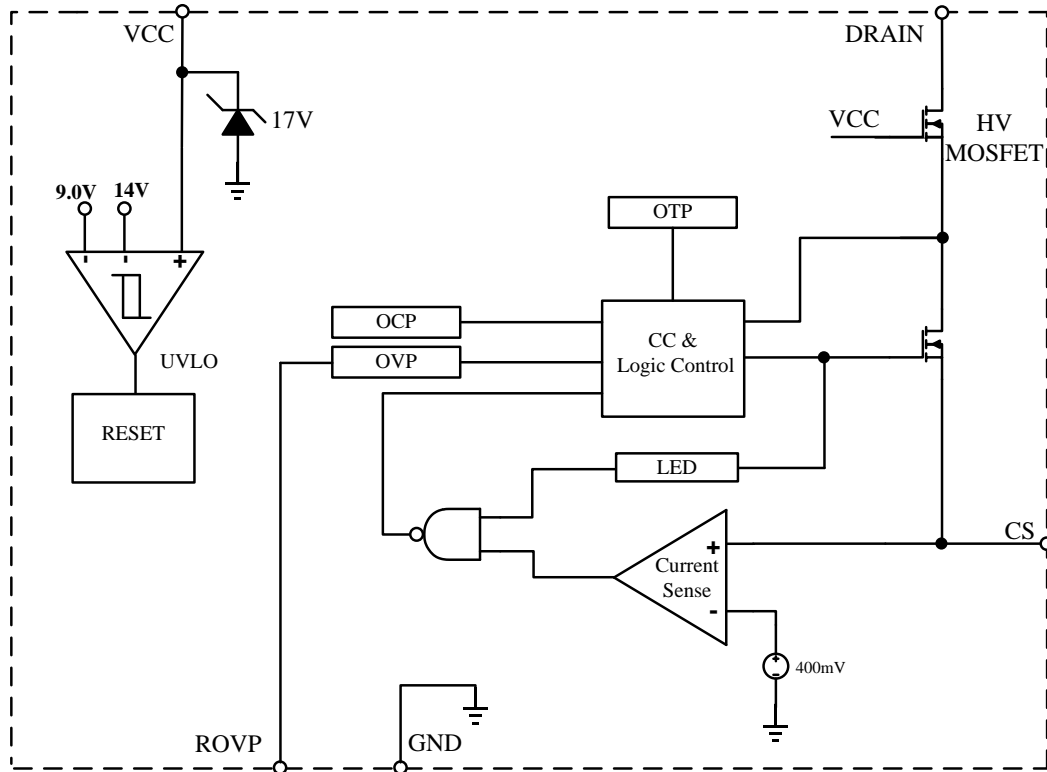 VCC
DRAIN
17V
VCC
HV
MOSFET
9.0V
14V
OTP
- - +
UVLO
OCP
CC &
Logic Control
OVP
RESET
LED
CS
+
Current
Sense
-
+
400mV
-
ROVP
GND